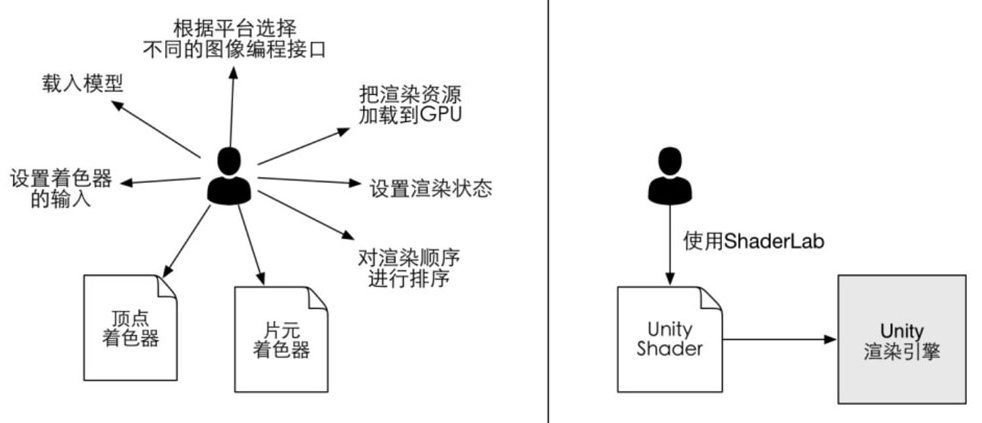 根据平台选择
不同的图像编程接口
载入模型
把渲染资源
加载到GPU
设置着色器
的输入
设置渲染状态
对渲染顺序
进行排序
顶点
着色器
片元
着色器
使用ShaderLab
Unity
Shader
Unity
渲染引擎